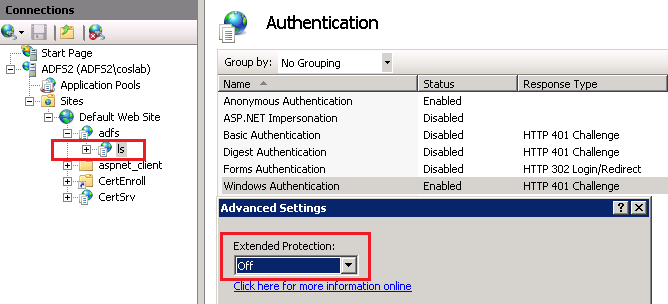 Connections
Start Page
ADFS2 (ADFS2\coslab)
Application Pools
Sites
Default Web Site
adfs
ls
aspnet_client
CertEnroll
CertSrv
Authentication
Group by: No Grouping
Name Status Response Type
Anonymous Authentication Enabled
ASP.NET Impersonation Disabled
Basic Authentication Disabled HTTP 401 Challenge
Digest Authentication Disabled HTTP 401 Challenge
Forms Authentication Disabled HTTP 302 Login/Redirect
Windows Authentication Enabled HTTP 401 Challenge
Advanced Settings
Extended Protection:
Off
Click here for more information online